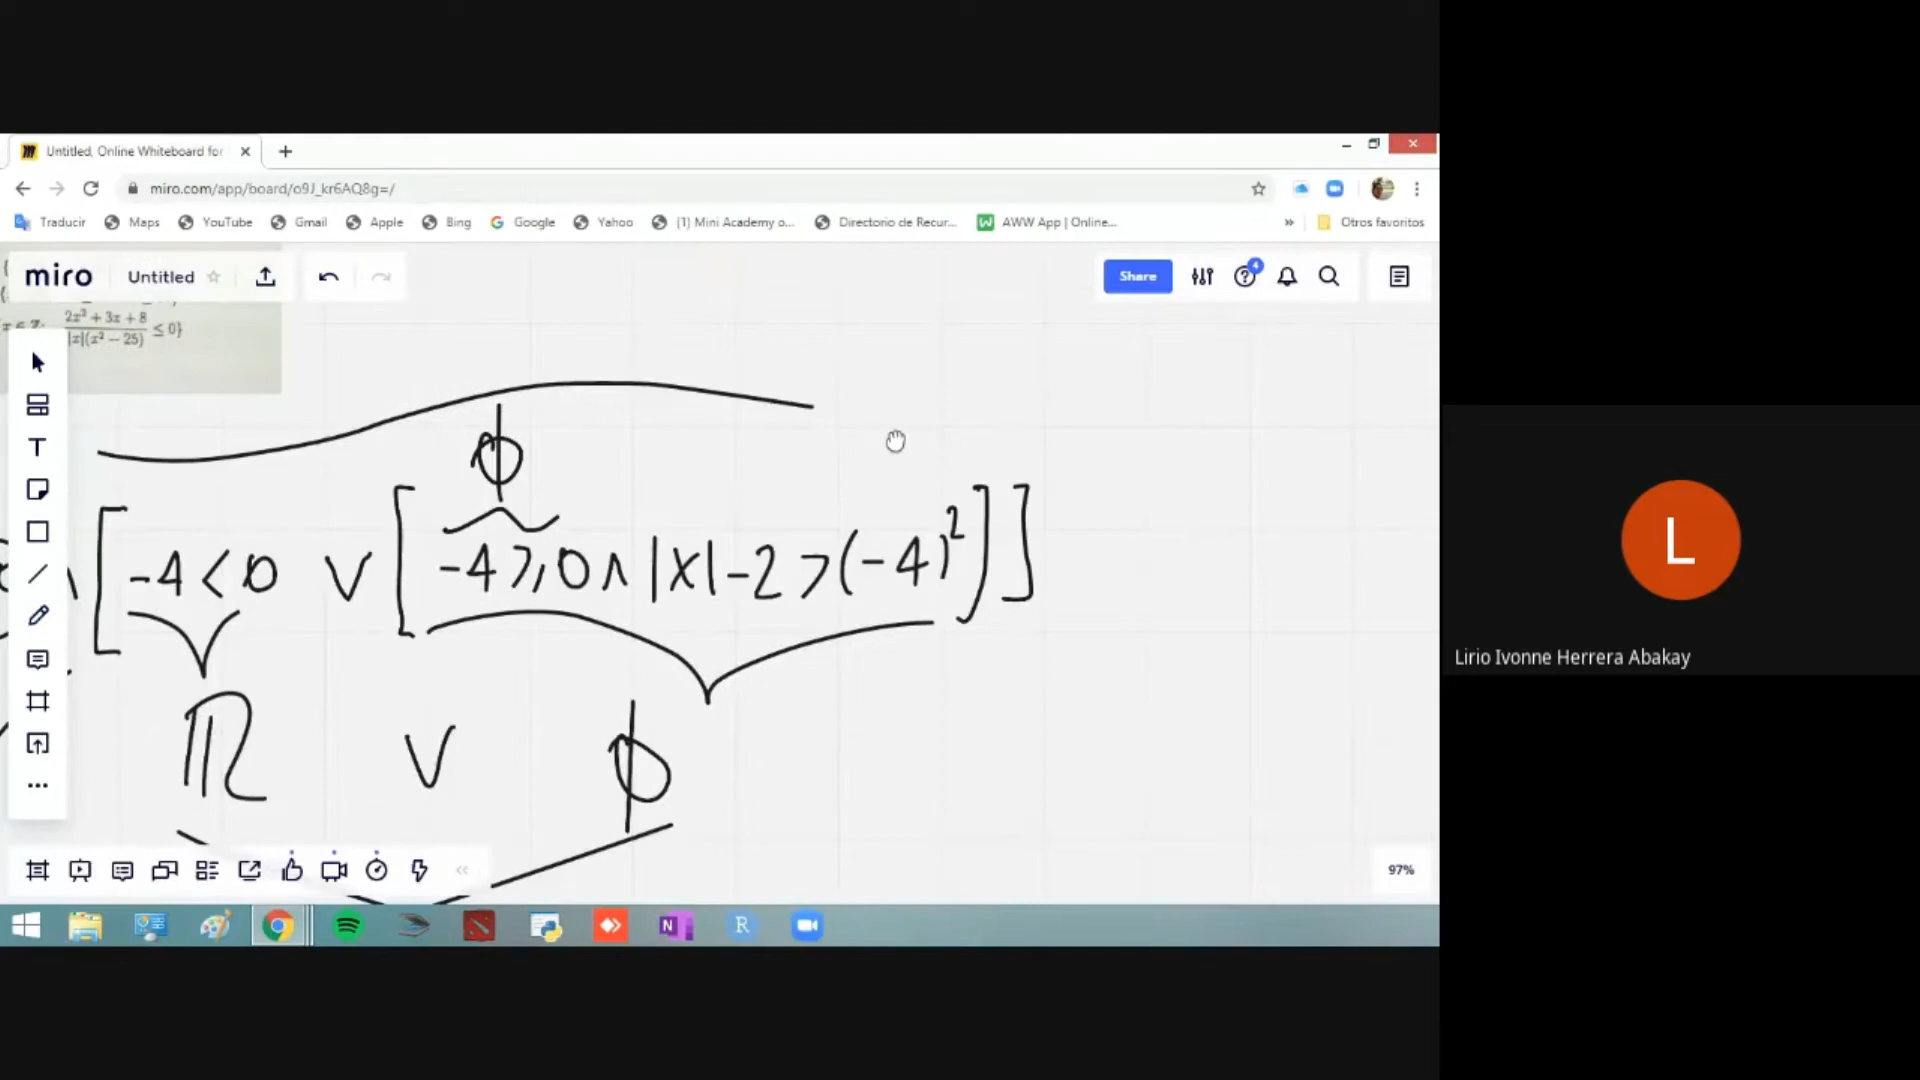 Untitled, Online Whiteboard for
miro.com/app/board/o9J_kr6AQ8g=/
Traducir Maps YouTube Gmail Apple Bing Google Yahoo (1) Mini Academy o... Directorio de Recur... AWW App | Online... » Otros favoritos
miro Untitled Share 4
2x² + 3x + 8
|x|(x² − 25) ≤ 0}
ϕ
∧ [ -4 < 0 ∨ [ -4 ≥ 0 ∧ |x| - 2 > (-4)² ] ]
ℝ ∨ ϕ
T
97%
L
Lirio Ivonne Herrera Abakay